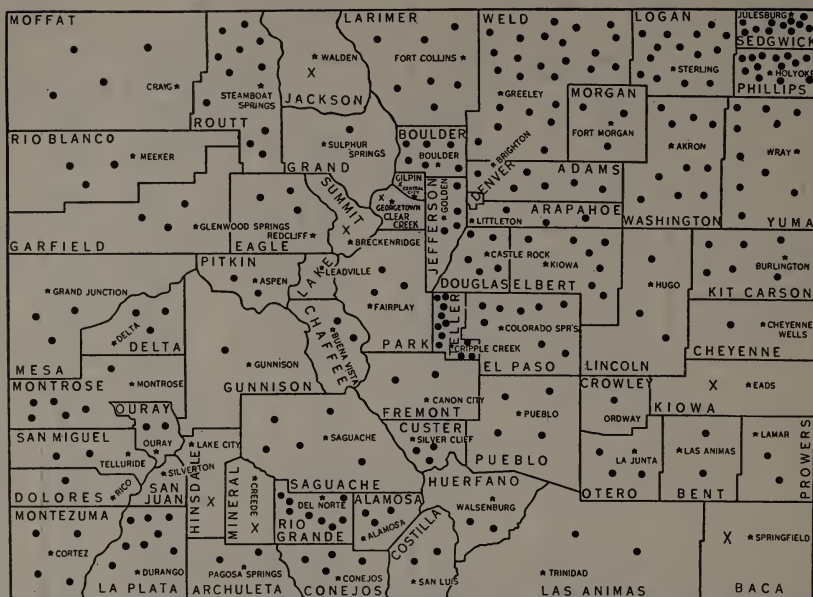 MOFFAT
LARIMER
WELD
LOGAN
JULESBURG
SEDGWICK
WALDEN
FORT COLLINS
X
CRAIG
STEAMBOAT
SPRINGS
JACKSON
GREELEY
STERLING
HOLYOKE
PHILLIPS
MORGAN
ROUTT
RIO BLANCO
MEEKER
SULPHUR
SPRINGS
GRAND
BOULDER
BOULDER
FORT MORGAN
BRIGHTON
AKRON
WRAY
GILPIN
CENTRAL
CITY
SUMMIT
X
GEORGETOWN
CLEAR
CREEK
JEFFERSON
GOLDEN
DENVER
ADAMS
ARAPAHOE
LITTLETON
WASHINGTON
YUMA
GLENWOOD SPRINGS
REDCLIFF
GARFIELD
EAGLE
X
BRECKENRIDGE
PITKIN
ASPEN
LAKE
LEADVILLE
CASTLE ROCK
KIOWA
DOUGLAS
ELBERT
HUGO
BURLINGTON
KIT CARSON
GRAND JUNCTION
FAIRPLAY
TELLER
COLORADO SPR'S.
DELTA
DELTA
CHAFFEE
BUENA VISTA
PARK
CRIPPLE CREEK
CHEYENNE
WELLS
MESA
GUNNISON
EL PASO
LINCOLN
CHEYENNE
MONTROSE
MONTROSE
GUNNISON
CANON CITY
FREMONT
PUEBLO
CROWLEY
X
EADS
KIOWA
OURAY
ORDWAY
SAN MIGUEL
OURAY
LAKE CITY
SAGUACHE
CUSTER
SILVER CLIFF
PUEBLO
LA JUNTA
LAS ANIMAS
LAMAR
PROWERS
TELLURIDE
SILVERTON
HINSDALE
MINERAL
CREEDE
SAGUACHE
HUERFANO
OTERO
BENT
DOLORES
RICO
SAN
JUAN
X
X
DEL NORTE
RIO
GRANDE
ALAMOSA
ALAMOSA
COSTILLA
WALSENBURG
MONTEZUMA
CORTEZ
X
SPRINGFIELD
DURANGO
PAGOSA SPRINGS
CONEJOS
SAN LUIS
TRINIDAD
LA PLATA
ARCHULETA
CONEJOS
LAS ANIMAS
BACA